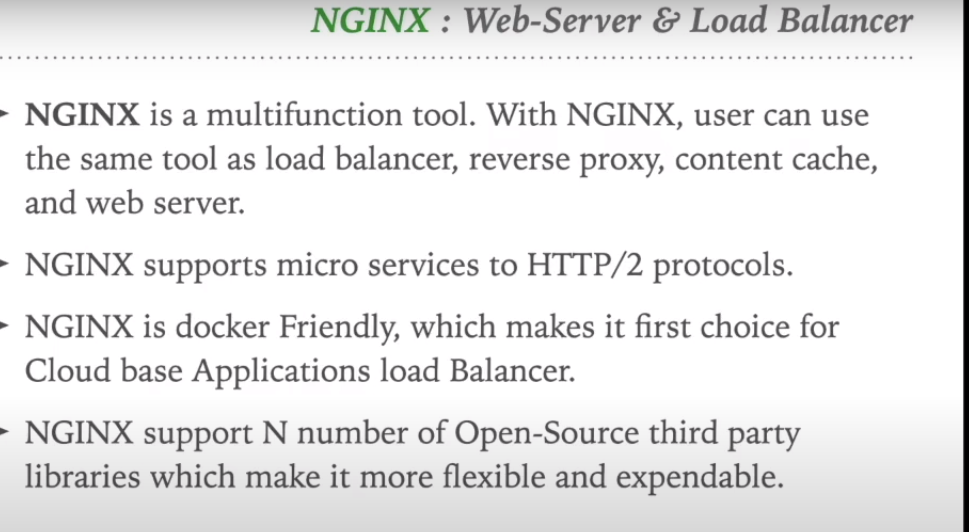 NGINX : Web-Server & Load Balancer
NGINX is a multifunction tool. With NGINX, user can use
the same tool as load balancer, reverse proxy, content cache,
and web server.
NGINX supports micro services to HTTP/2 protocols.
NGINX is docker Friendly, which makes it first choice for
Cloud base Applications load Balancer.
NGINX support N number of Open-Source third party
libraries which make it more flexible and expendable.